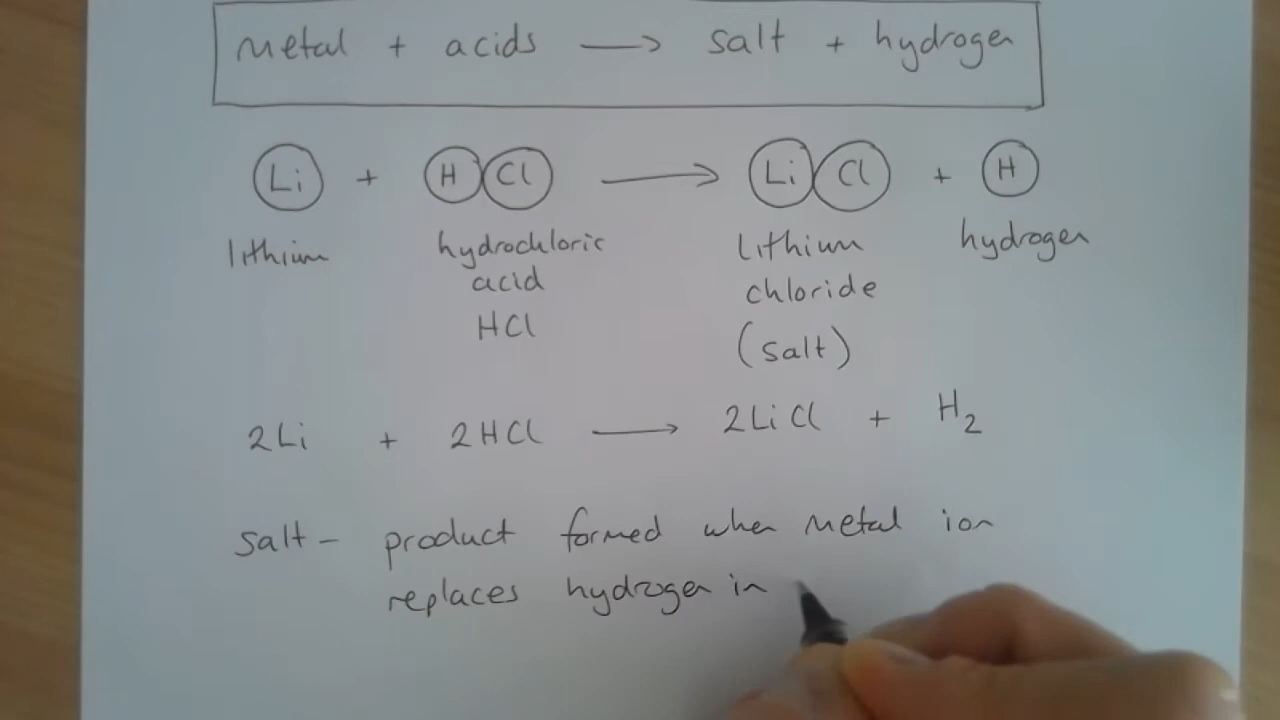 metal + acids → salt + hydrogen
Li + H Cl → Li Cl + H
lithium hydrochloric lithium hydrogen
acid chloride
HCl (salt)
2Li + 2HCl → 2LiCl + H₂
salt – product formed when metal ion
replaces hydrogen in